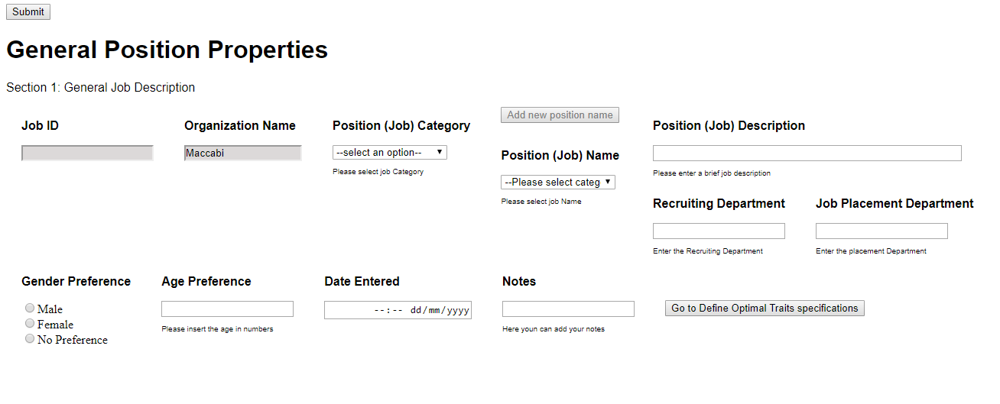 Submit
General Position Properties
Section 1: General Job Description
Job ID
Organization Name
Maccabi
Position (Job) Category
--select an option--
Please select job Category
Add new position name
Position (Job) Name
--Please select categ
Please select job Name
Position (Job) Description
Please enter a brief job description
Recruiting Department
Enter the Recruiting Department
Job Placement Department
Enter the placement Department
Gender Preference
Male
Female
No Preference
Age Preference
Please insert the age in numbers
Date Entered
--:-- dd/mm/yyyy
Notes
Here youn can add your notes
Go to Define Optimal Traits specifications